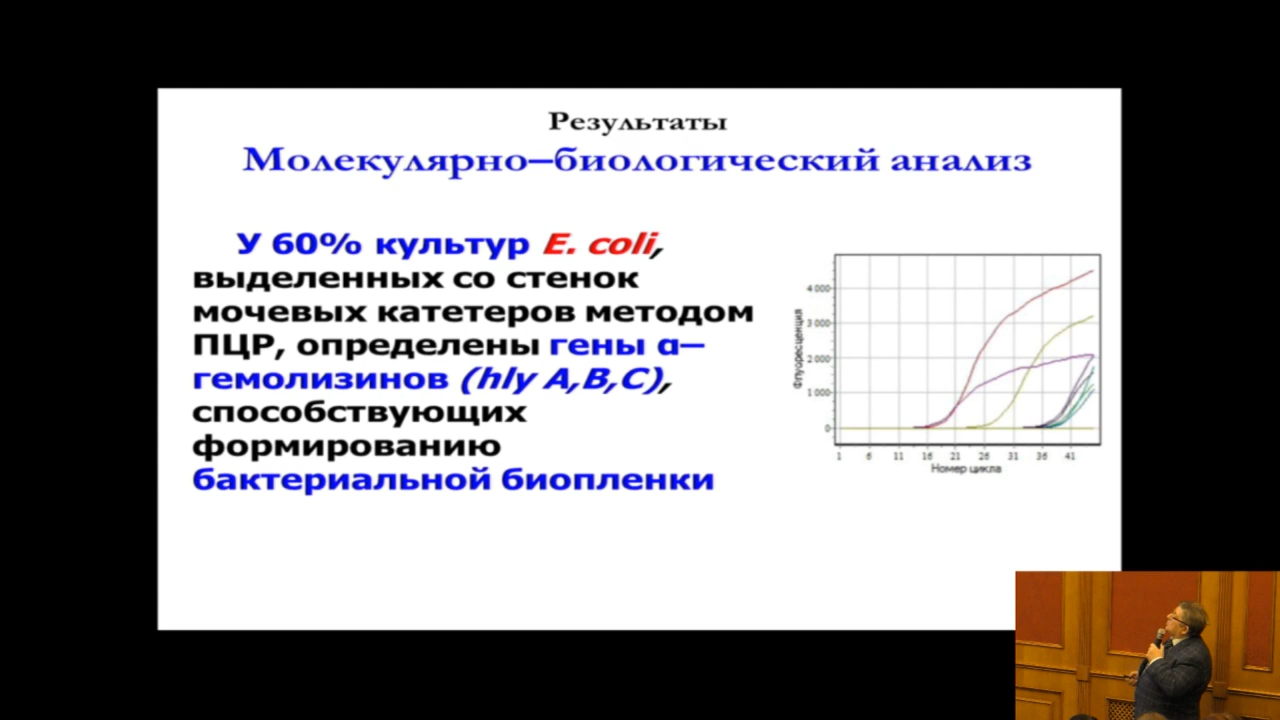 Результаты
Молекулярно–биологический анализ
У 60% культур E. coli,
выделенных со стенок
мочевых катетеров методом
ПЦР, определены гены α–
гемолизинов (hly A,B,C),
способствующих
формированию
бактериальной биопленки
Флуоресценция
4 000
3 000
2 000
1 000
0
1 6 11 16 21 26 31 36 41
Номер цикла